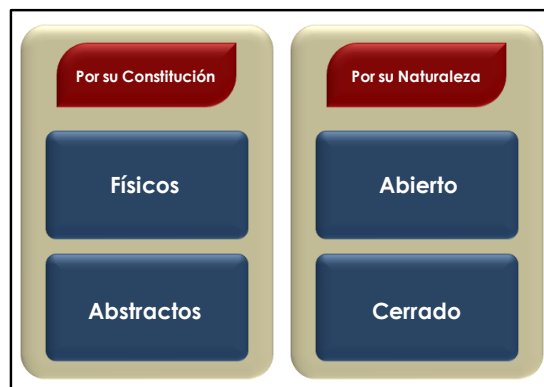 Por su Constitución
Físicos
Abstractos
Por su Naturaleza
Abierto
Cerrado